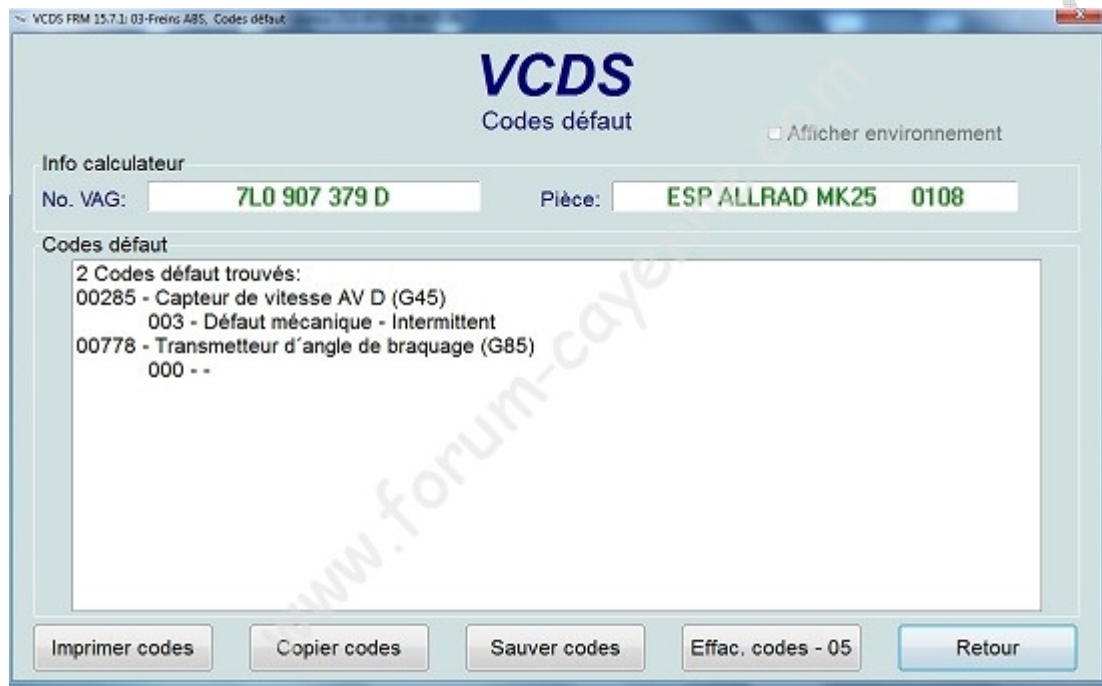 VCDS FRM 15.7.1: 03-Freins ABS, Codes défaut
VCDS
Codes défaut
Afficher environnement
Info calculateur
No. VAG: 7L0 907 379 D Pièce: ESP ALLRAD MK25 0108
Codes défaut
2 Codes défaut trouvés:
00285 - Capteur de vitesse AV D (G45)
003 - Défaut mécanique - Intermittent
00778 - Transmetteur d´angle de braquage (G85)
000 - -
www.forum-cayenne.com
Imprimer codes Copier codes Sauver codes Effac. codes - 05 Retour